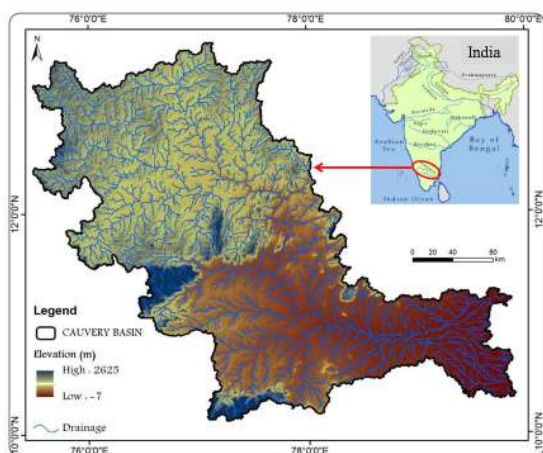 76°0'0"E
78°0'0"E
80°0'0"E
N
India
Arabian
Sea
Bay of
Bengal
Indian Ocean
12°0'0"N
12°0'0"N
0 20 40 80
km
Legend
CAUVERY BASIN
Elevation (m)
High : 2625
Low : -7
Drainage
10°0'0"N
10°0'0"N
76°0'0"E
78°0'0"E